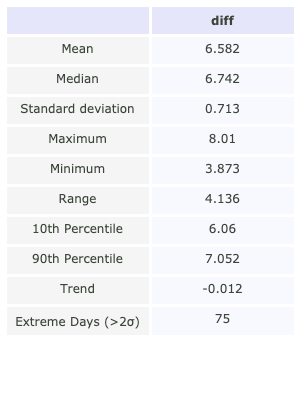 diff
Mean 6.582
Median 6.742
Standard deviation 0.713
Maximum 8.01
Minimum 3.873
Range 4.136
10th Percentile 6.06
90th Percentile 7.052
Trend -0.012
Extreme Days (>2σ) 75